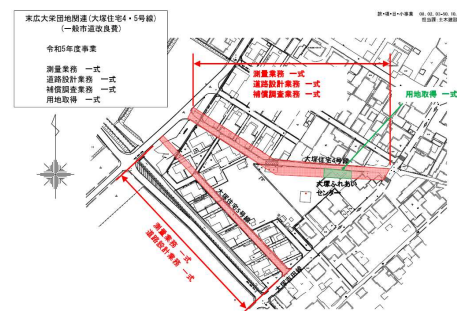 末広大栄団地関連(大塚住宅4・5号線)
(一般市道改良費)
令和5年度事業
測量業務 一式
道路設計業務 一式
補償調査業務 一式
用地取得 一式
担当課:土木建設
測量業務 一式
道路設計業務 一式
補償調査業務 一式
用地取得 一式
大塚住宅4号線
大塚ふれあい
センター
大塚住宅5号線
測量業務 一式
道路設計業務 一式